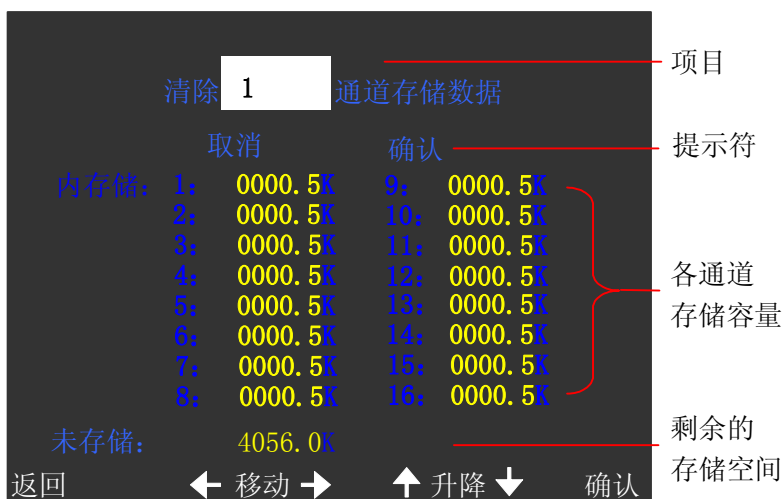 项目
清除 1 通道存储数据
取消 确认 提示符
内存储: 1: 0000.5K 9: 0000.5K
2: 0000.5K 10: 0000.5K
3: 0000.5K 11: 0000.5K
4: 0000.5K 12: 0000.5K
5: 0000.5K 13: 0000.5K
6: 0000.5K 14: 0000.5K
7: 0000.5K 15: 0000.5K
8: 0000.5K 16: 0000.5K
各通道
存储容量
未存储: 4056.0K
剩余的
存储空间
返回 ← 移动 → ↑ 升降 ↓ 确认